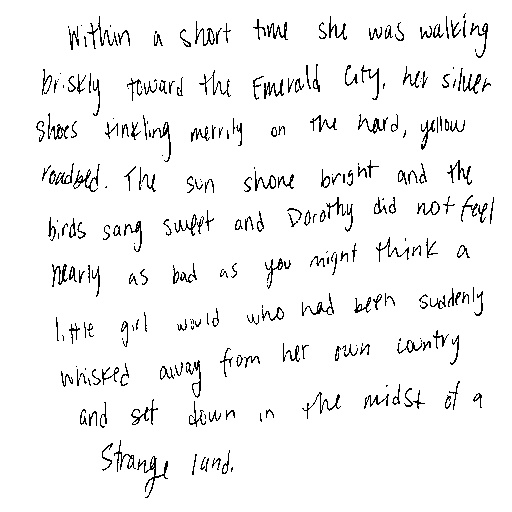 Within a short time she was walking
briskly toward the Emerald City, her silver
shoes tinkling merrily on the hard, yellow
roadbed. The sun shone bright and the
birds sang sweet and Dorothy did not feel
nearly as bad as you might think a
little girl would who had been suddenly
whisked away from her own country
and set down in the midst of a
strange land.